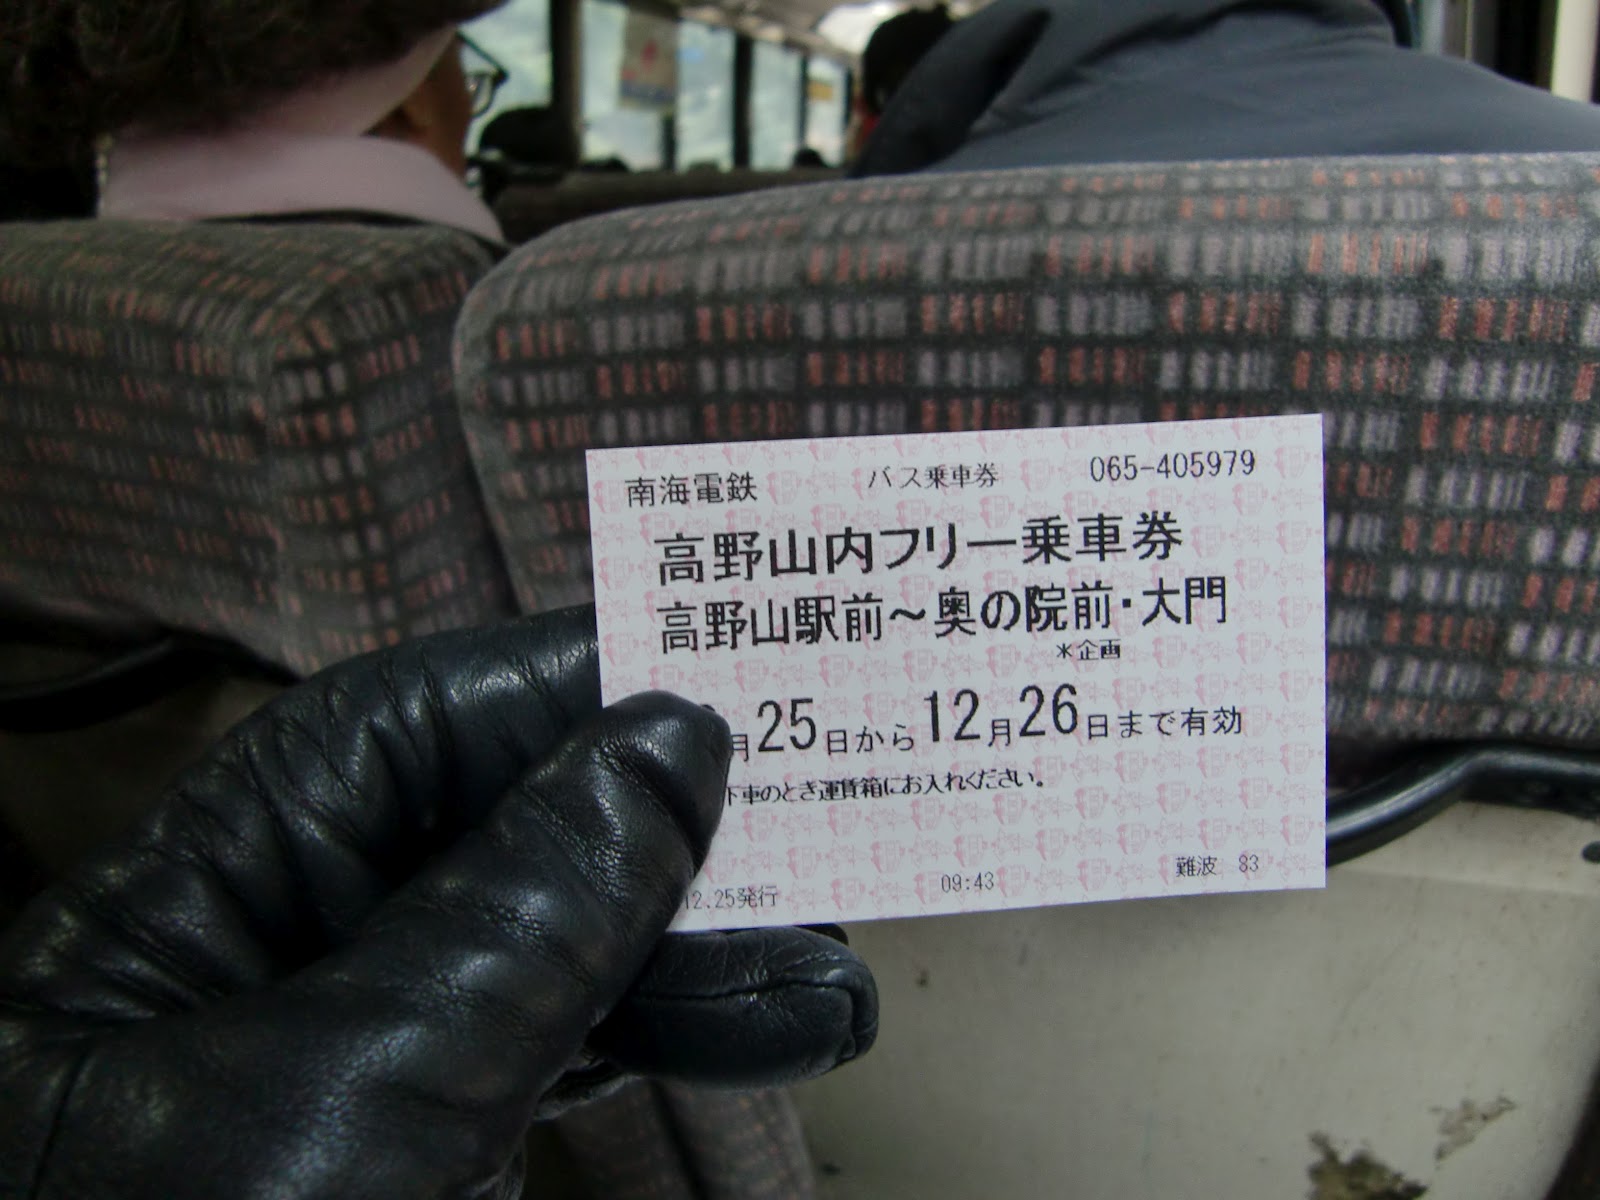 南海電鉄 バス乗車券 065-405979
高野山内フリー乗車券
高野山駅前～奥の院前・大門
＊企画
月25日から12月26日まで有効
下車のとき運賃箱にお入れください。
12.25発行 09:43 難波 83